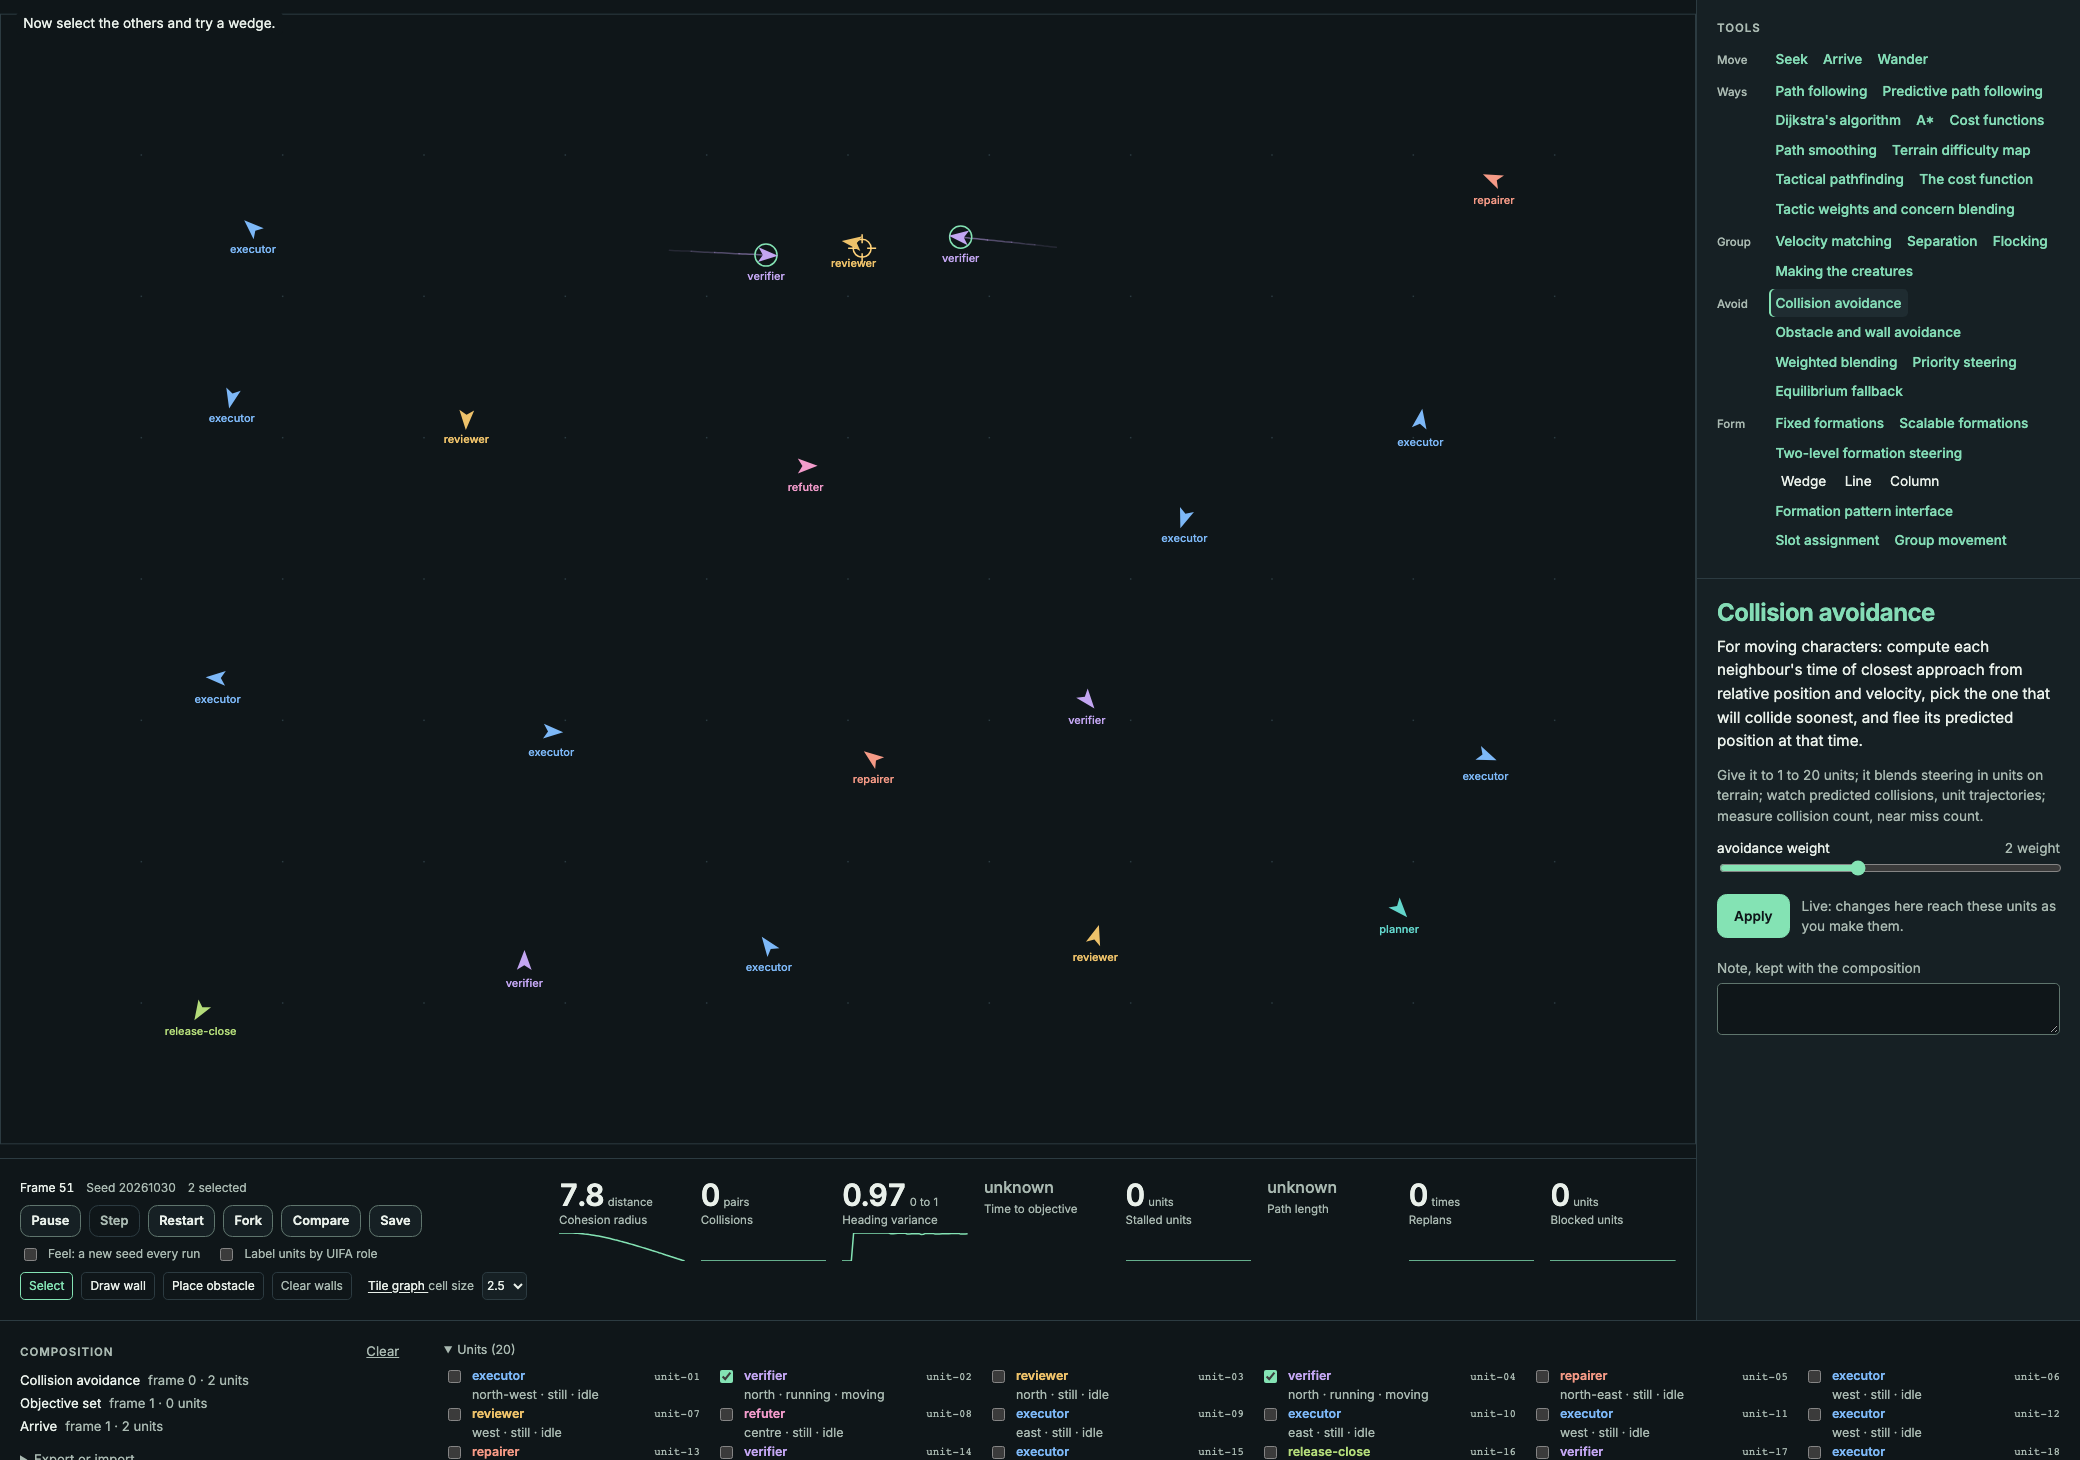 Now select the others and try a wedge.
repairer
executor
verifier
reviewer
verifier
executor
reviewer
executor
refuter
executor
executor
verifier
executor
repairer
executor
planner
reviewer
executor
verifier
release-close
TOOLS
Move Seek Arrive Wander
Ways Path following Predictive path following
Dijkstra's algorithm A* Cost functions
Path smoothing Terrain difficulty map
Tactical pathfinding The cost function
Tactic weights and concern blending
Group Velocity matching Separation Flocking
Making the creatures
Avoid Collision avoidance
Obstacle and wall avoidance
Weighted blending Priority steering
Equilibrium fallback
Form Fixed formations Scalable formations
Two-level formation steering
Wedge Line Column
Formation pattern interface
Slot assignment Group movement
Collision avoidance
For moving characters: compute each
neighbour's time of closest approach from
relative position and velocity, pick the one that
will collide soonest, and flee its predicted
position at that time.
Give it to 1 to 20 units; it blends steering in units on
terrain; watch predicted collisions, unit trajectories;
measure collision count, near miss count.
avoidance weight 2 weight
Apply Live: changes here reach these units as
you make them.
Note, kept with the composition
Frame 51 Seed 20261030 2 selected
Pause Step Restart Fork Compare Save
Feel: a new seed every run Label units by UIFA role
Select Draw wall Place obstacle Clear walls Tile graph cell size 2.5
7.8 distance
Cohesion radius
0 pairs
Collisions
0.97 0 to 1
Heading variance
unknown
Time to objective
0 units
Stalled units
unknown
Path length
0 times
Replans
0 units
Blocked units
COMPOSITION Clear
Collision avoidance frame 0 · 2 units
Objective set frame 1 · 0 units
Arrive frame 1 · 2 units
▶ Export or import
▼ Units (20)
executor unit-01 verifier unit-02 reviewer unit-03 verifier unit-04 repairer unit-05 executor unit-06
north-west · still · idle north · running · moving north · still · idle north · running · moving north-east · still · idle west · still · idle
reviewer unit-07 refuter unit-08 executor unit-09 executor unit-10 executor unit-11 executor unit-12
west · still · idle centre · still · idle east · still · idle east · still · idle west · still · idle west · still · idle
repairer unit-13 verifier unit-14 executor unit-15 release-close unit-16 verifier unit-17 executor unit-18